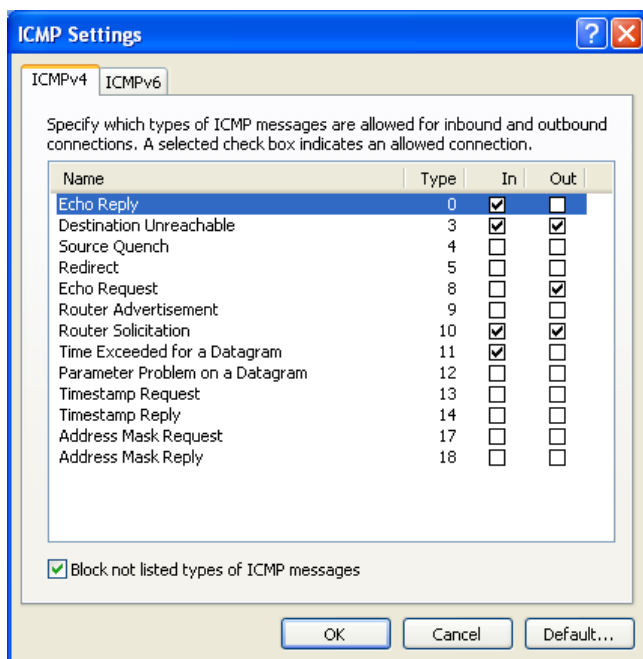 ICMP Settings
ICMPv4 ICMPv6
Specify which types of ICMP messages are allowed for inbound and outbound
connections. A selected check box indicates an allowed connection.
Name Type In Out
Echo Reply 0
Destination Unreachable 3
Source Quench 4
Redirect 5
Echo Request 8
Router Advertisement 9
Router Solicitation 10
Time Exceeded for a Datagram 11
Parameter Problem on a Datagram 12
Timestamp Request 13
Timestamp Reply 14
Address Mask Request 17
Address Mask Reply 18
Block not listed types of ICMP messages
OK Cancel Default...